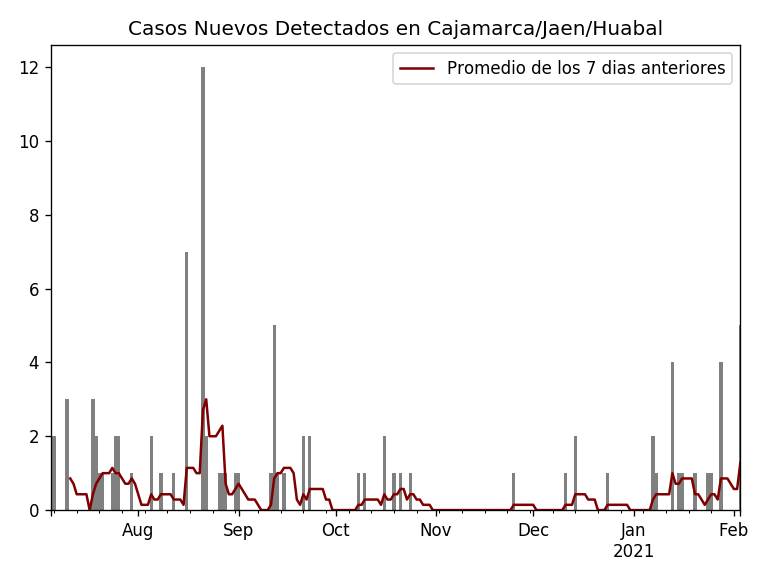 Casos Nuevos Detectados en Cajamarca/Jaen/Huabal
Promedio de los 7 dias anteriores
12
10
8
6
4
2
0
Aug Sep Oct Nov Dec Jan Feb
2021